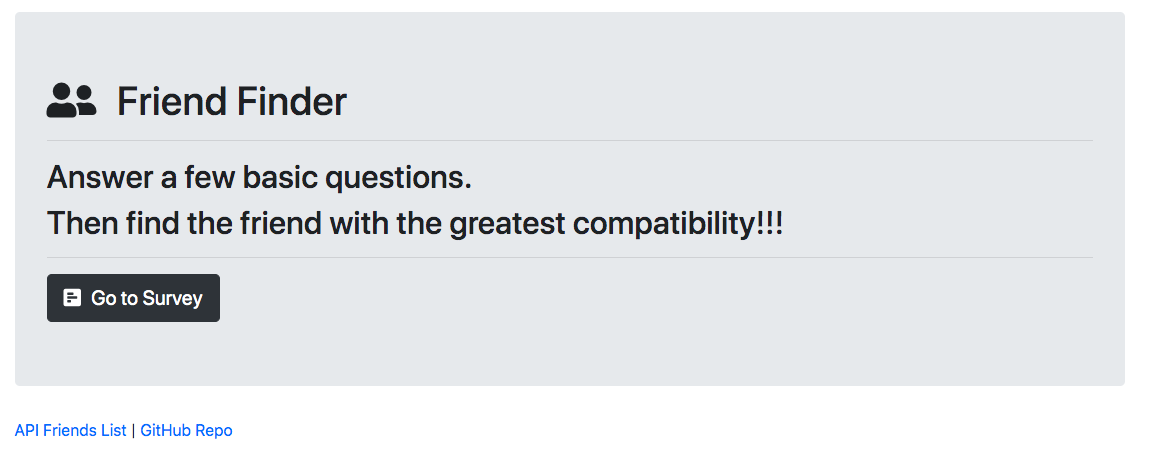 Friend Finder
Answer a few basic questions.
Then find the friend with the greatest compatibility!!!
Go to Survey
API Friends List | GitHub Repo